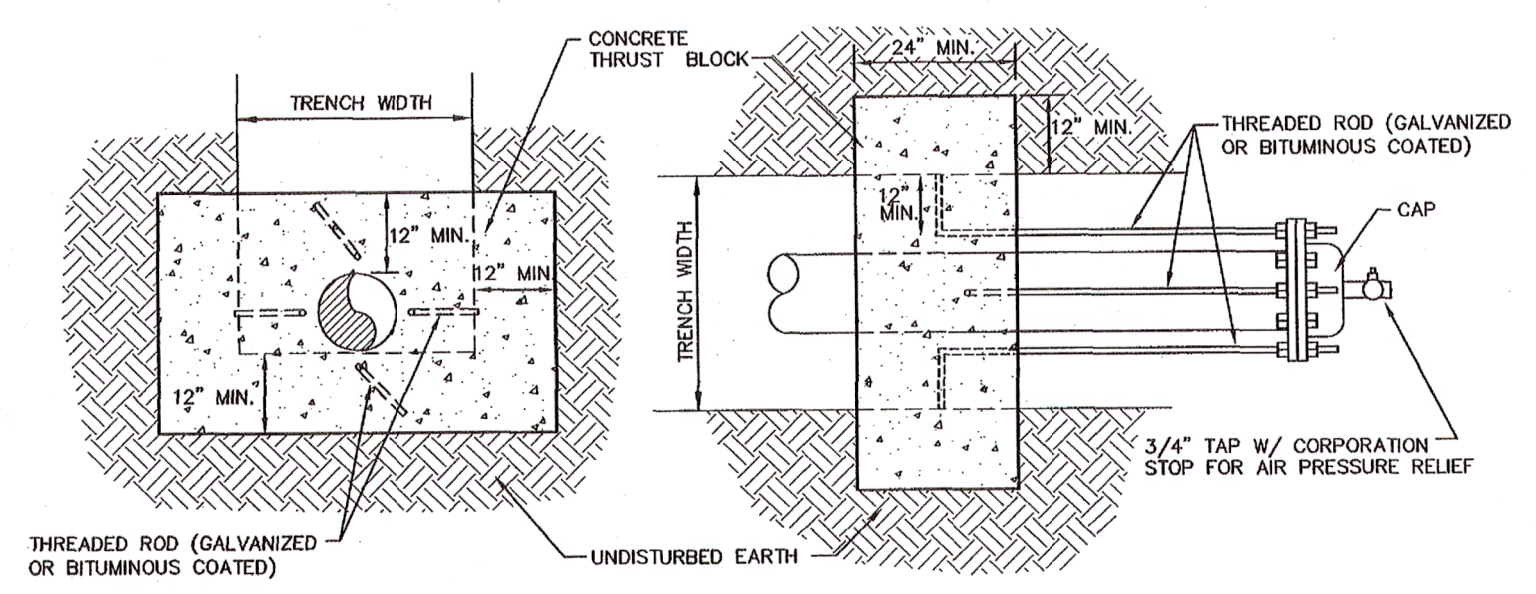 CONCRETE
THRUST BLOCK
TRENCH WIDTH
12" MIN.
12" MIN.
12" MIN.
THREADED ROD (GALVANIZED
OR BITUMINOUS COATED)
UNDISTURBED EARTH
24" MIN.
12" MIN.
12"
MIN.
TRENCH WIDTH
THREADED ROD (GALVANIZED
OR BITUMINOUS COATED)
CAP
3/4" TAP W/ CORPORATION
STOP FOR AIR PRESSURE RELIEF